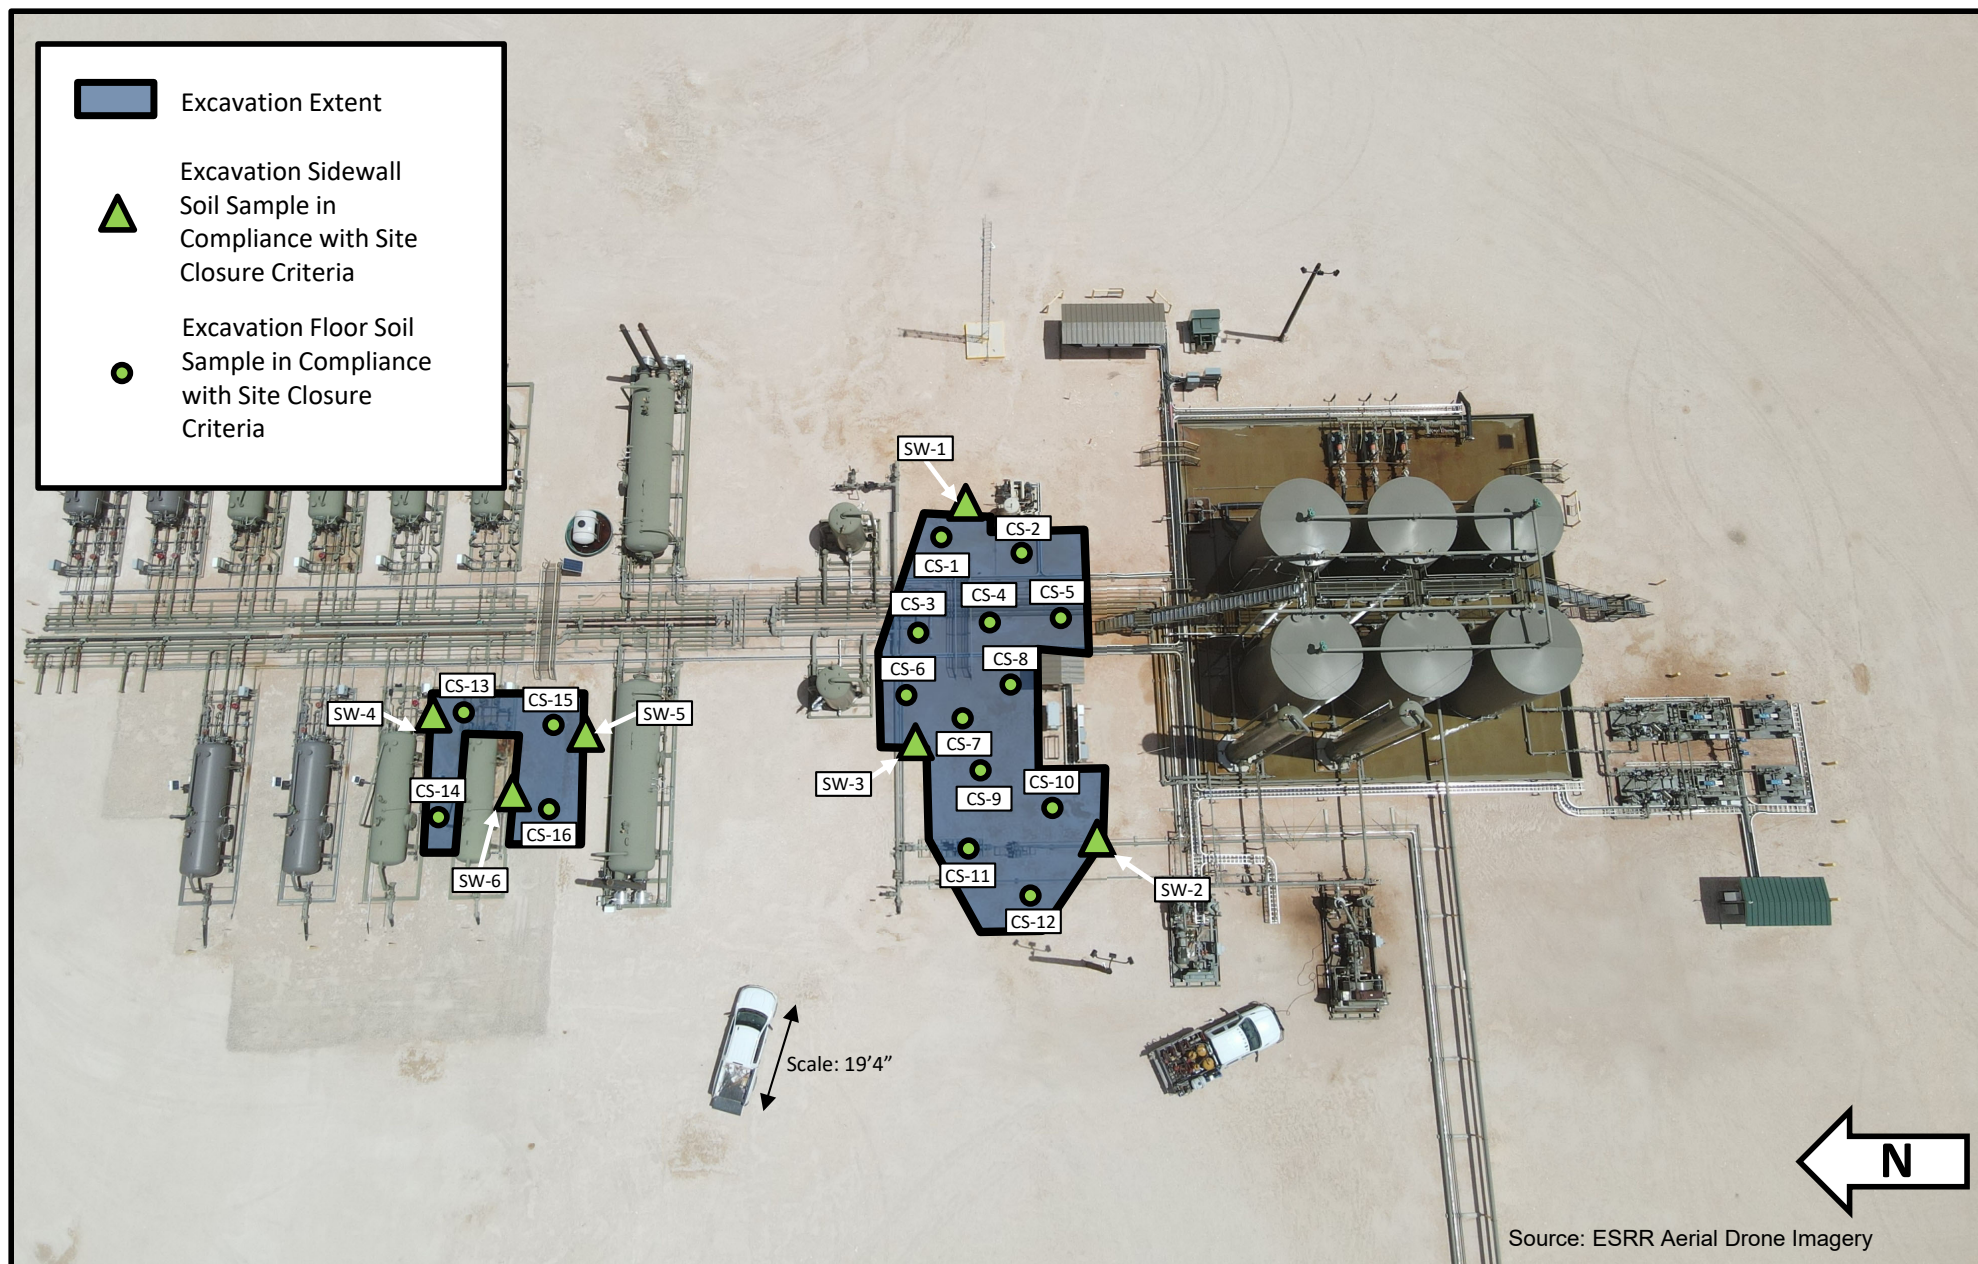 Excavation Extent
Excavation Sidewall
Soil Sample in
Compliance with Site
Closure Criteria
Excavation Floor Soil
Sample in Compliance
with Site Closure
Criteria
SW-1
CS-2
CS-1
CS-3
CS-4
CS-5
CS-6
CS-8
CS-13
CS-15
SW-4
SW-5
CS-7
SW-3
CS-14
CS-9
CS-10
CS-16
SW-6
CS-11
SW-2
CS-12
Scale: 19’4”
N
Source: ESRR Aerial Drone Imagery